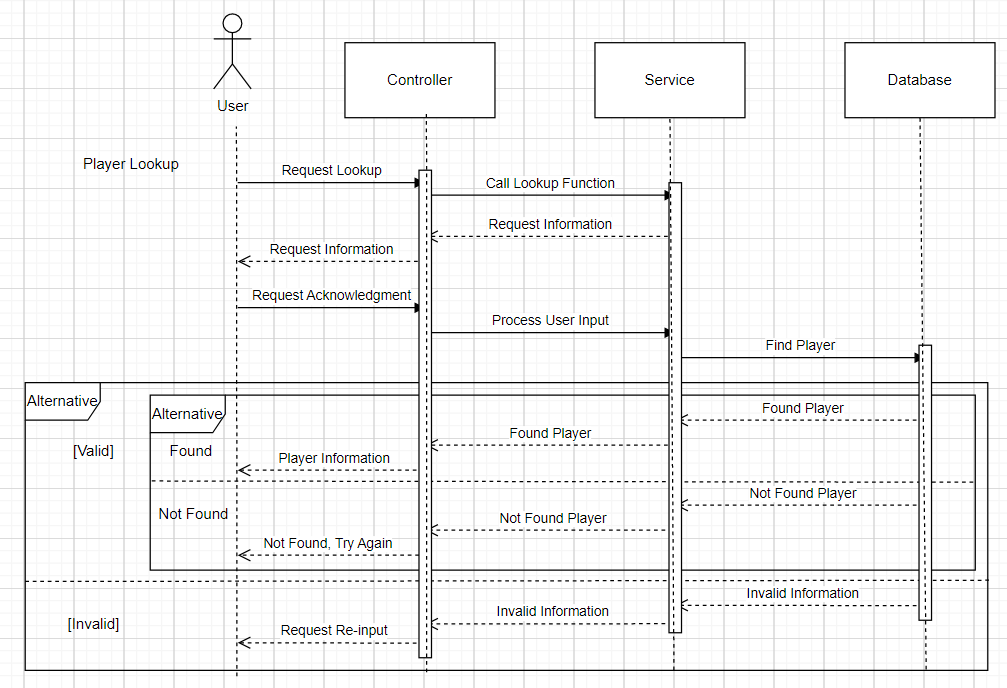 User
Controller
Service
Database
Player Lookup
Request Lookup
Call Lookup Function
Request Information
Request Information
Request Acknowledgment
Process User Input
Find Player
Alternative
Alternative
Found Player
Found Player
[Valid]
Found
Player Information
Not Found Player
Not Found
Not Found Player
Not Found, Try Again
Invalid Information
Invalid Information
[Invalid]
Request Re-input